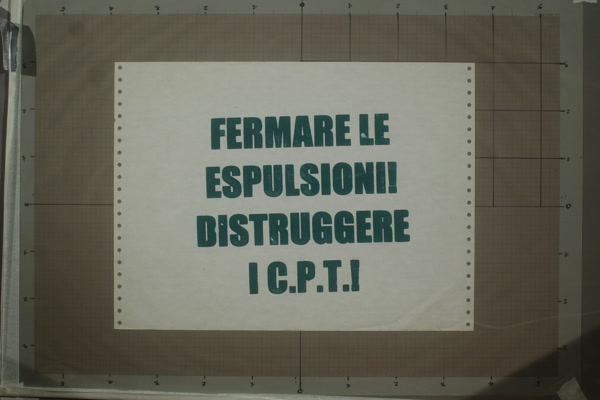 FERMARE LE
ESPULSIONI!
DISTRUGGERE
I C.P.T.!